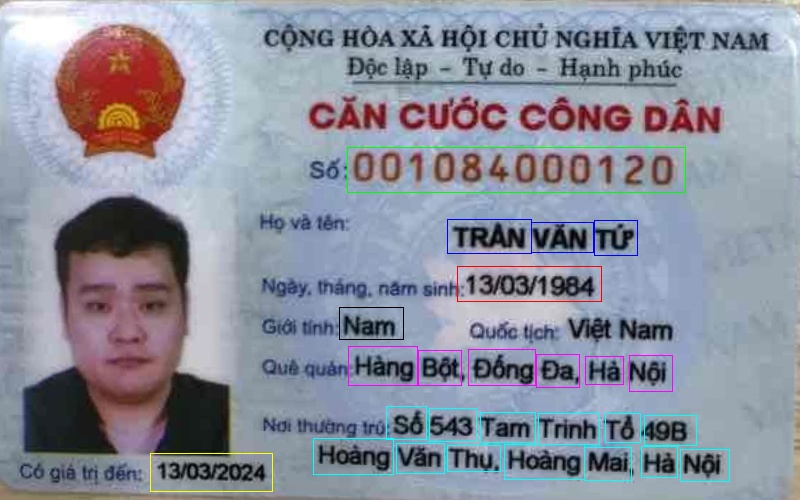 CỘNG HÒA XÃ HỘI CHỦ NGHĨA VIỆT NAM
Độc lập - Tự do - Hạnh phúc
CĂN CƯỚC CÔNG DÂN
Số: 001084000120
Họ và tên:
TRẦN VĂN TỨ
Ngày, tháng, năm sinh: 13/03/1984
Giới tính: Nam Quốc tịch: Việt Nam
Quê quán: Hàng Bột, Đống Đa, Hà Nội
Nơi thường trú: Số 543 Tam Trinh Tổ 49B
Hoàng Văn Thụ, Hoàng Mai, Hà Nội
Có giá trị đến: 13/03/2024